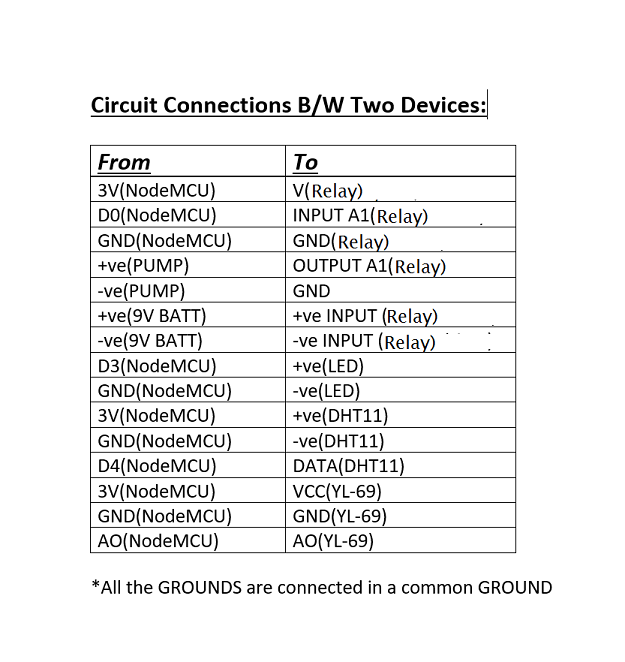 Circuit Connections B/W Two Devices:
From To
3V(NodeMCU) V(Relay)
D0(NodeMCU) INPUT A1(Relay)
GND(NodeMCU) GND(Relay)
+ve(PUMP) OUTPUT A1(Relay)
-ve(PUMP) GND
+ve(9V BATT) +ve INPUT (Relay)
-ve(9V BATT) -ve INPUT (Relay)
D3(NodeMCU) +ve(LED)
GND(NodeMCU) -ve(LED)
3V(NodeMCU) +ve(DHT11)
GND(NodeMCU) -ve(DHT11)
D4(NodeMCU) DATA(DHT11)
3V(NodeMCU) VCC(YL-69)
GND(NodeMCU) GND(YL-69)
AO(NodeMCU) AO(YL-69)
*All the GROUNDS are connected in a common GROUND